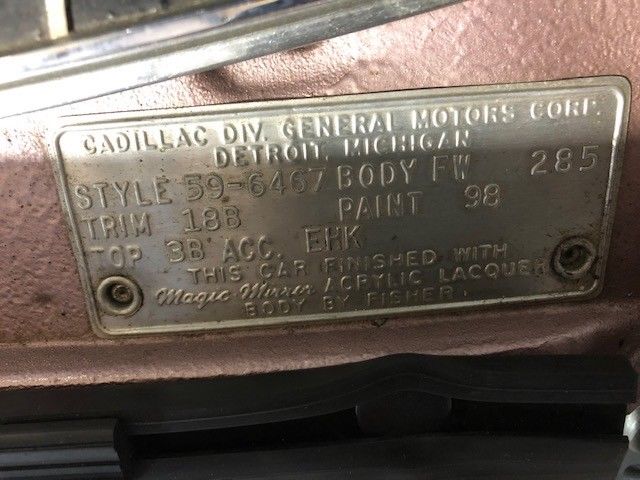 CADILLAC DIV. GENERAL MOTORS CORP.
DETROIT, MICHIGAN
STYLE 59-6467 BODY FW 285
TRIM 18B PAINT 98
TOP 3B ACC. EHK
THIS CAR FINISHED WITH
Magic-Mirror ACRYLIC LACQUER
BODY BY FISHER